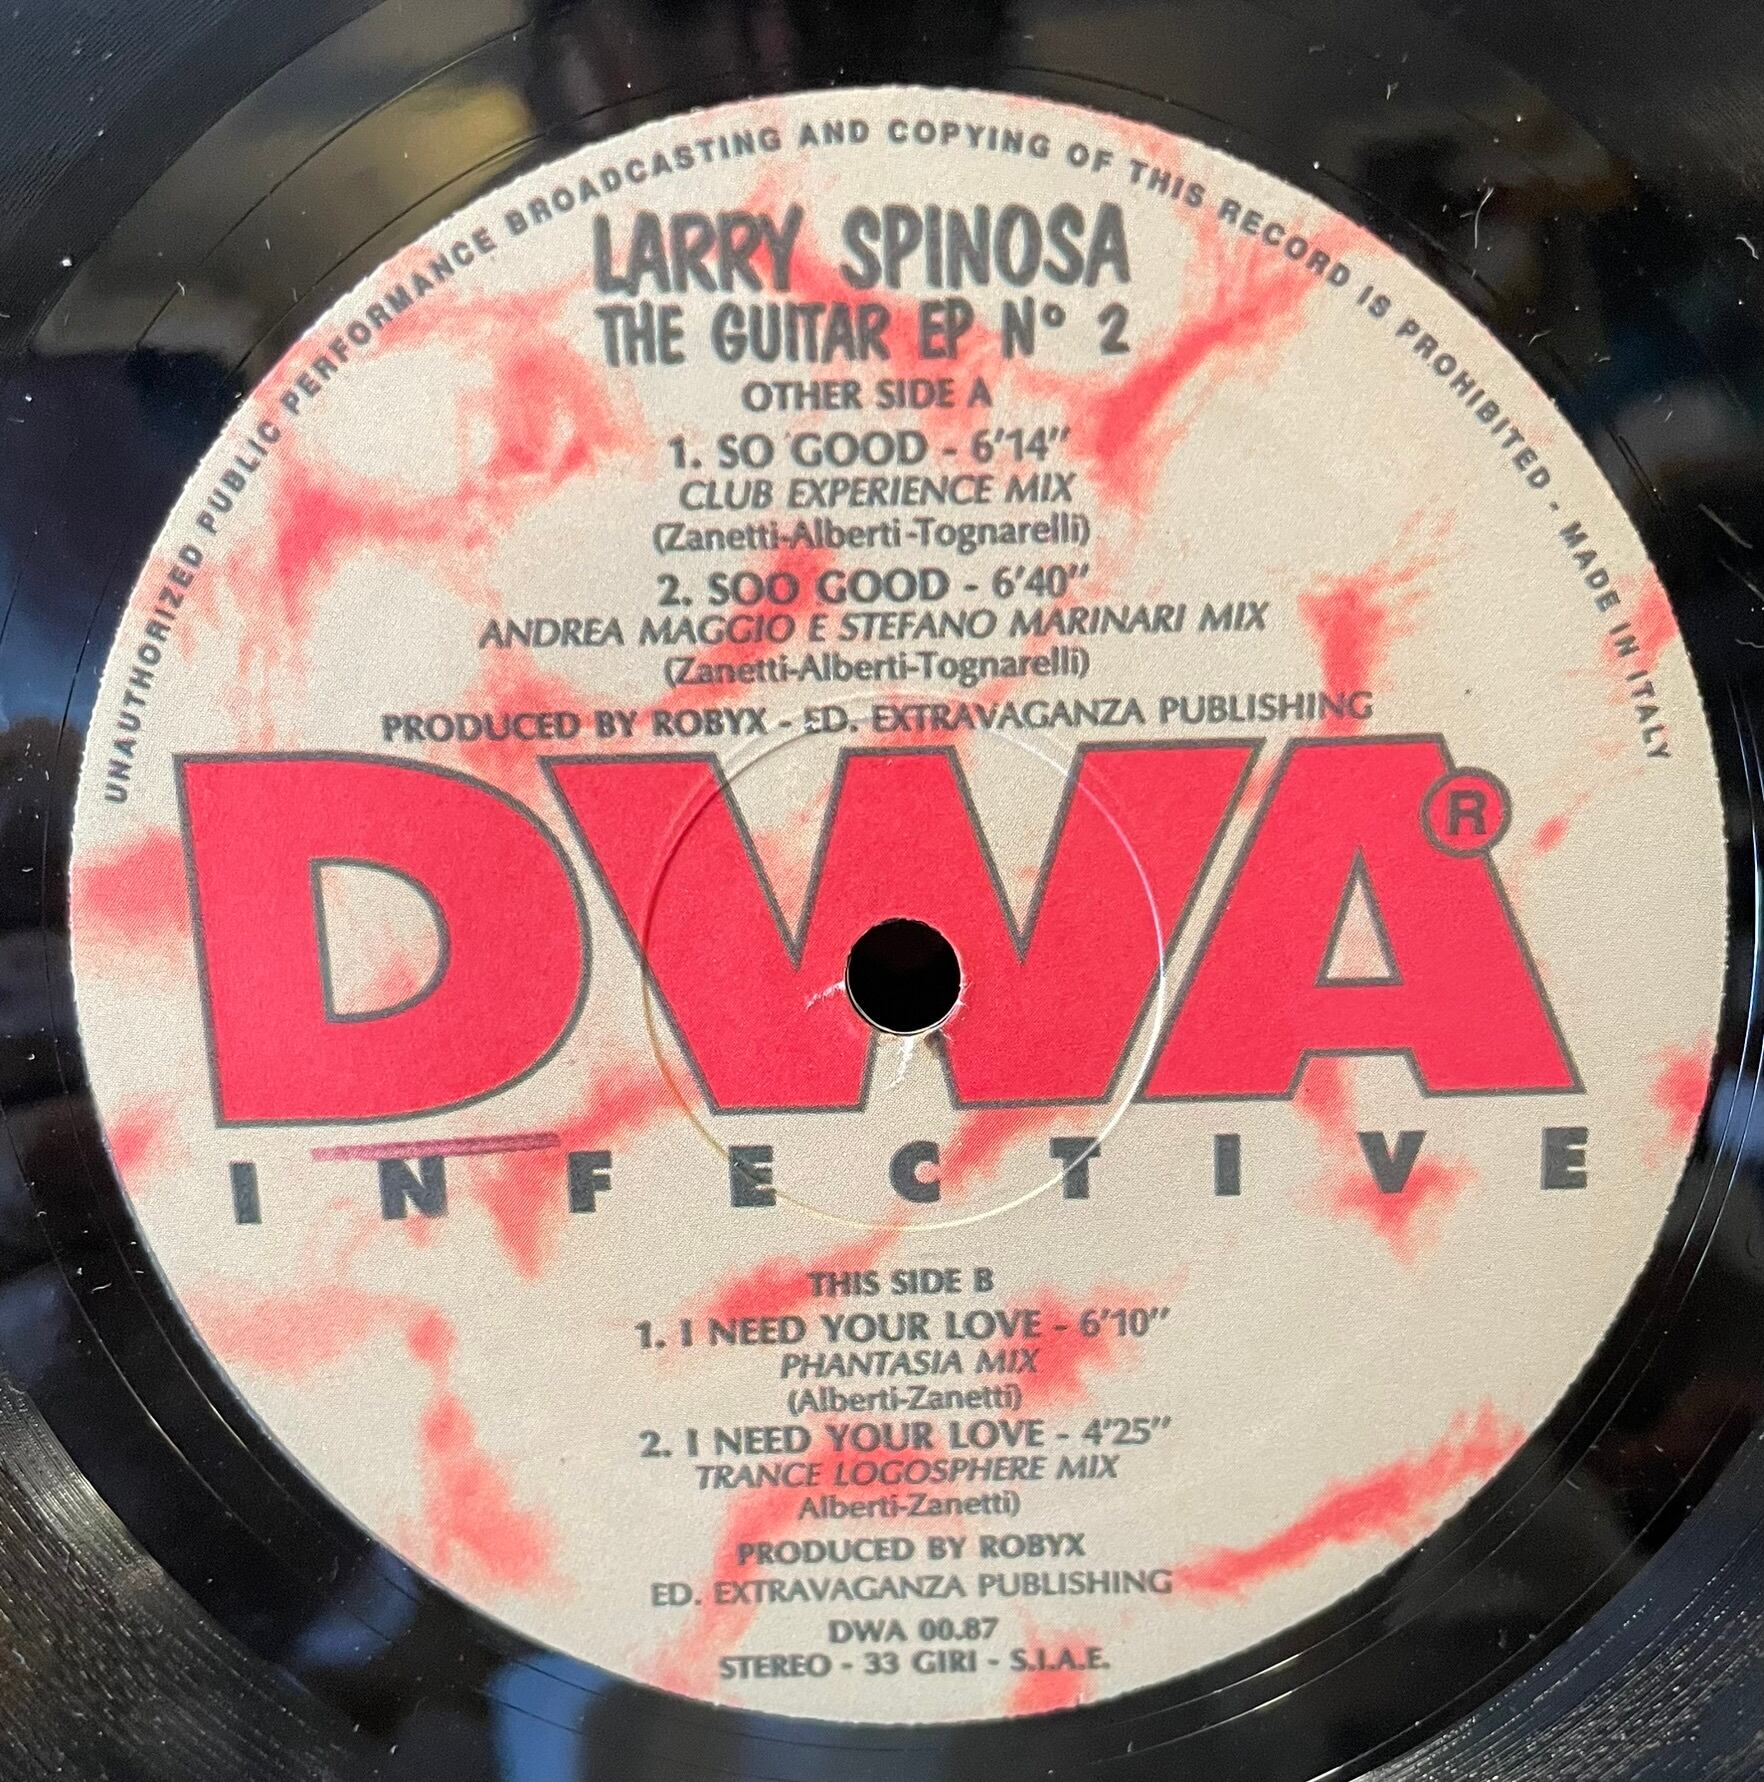 UNAUTHORIZED PUBLIC PERFORMANCE BROADCASTING AND COPYING OF THIS RECORD IS PROHIBITED - MADE IN ITALY
LARRY SPINOSA
THE GUITAR EP Nº 2
OTHER SIDE A
1. SO GOOD - 6'14"
CLUB EXPERIENCE MIX
(Zanetti-Alberti-Tognarelli)
2. SOO GOOD - 6'40"
ANDREA MAGGIO E STEFANO MARINARI MIX
(Zanetti-Alberti-Tognarelli)
PRODUCED BY ROBYX - ED. EXTRAVAGANZA PUBLISHING
DWA®
INFECTIVE
THIS SIDE B
1. I NEED YOUR LOVE - 6'10"
PHANTASIA MIX
(Alberti-Zanetti)
2. I NEED YOUR LOVE - 4'25"
TRANCE LOGOSPHERE MIX
Alberti-Zanetti)
PRODUCED BY ROBYX
ED. EXTRAVAGANZA PUBLISHING
DWA 00.87
STEREO - 33 GIRI - S.I.A.E.